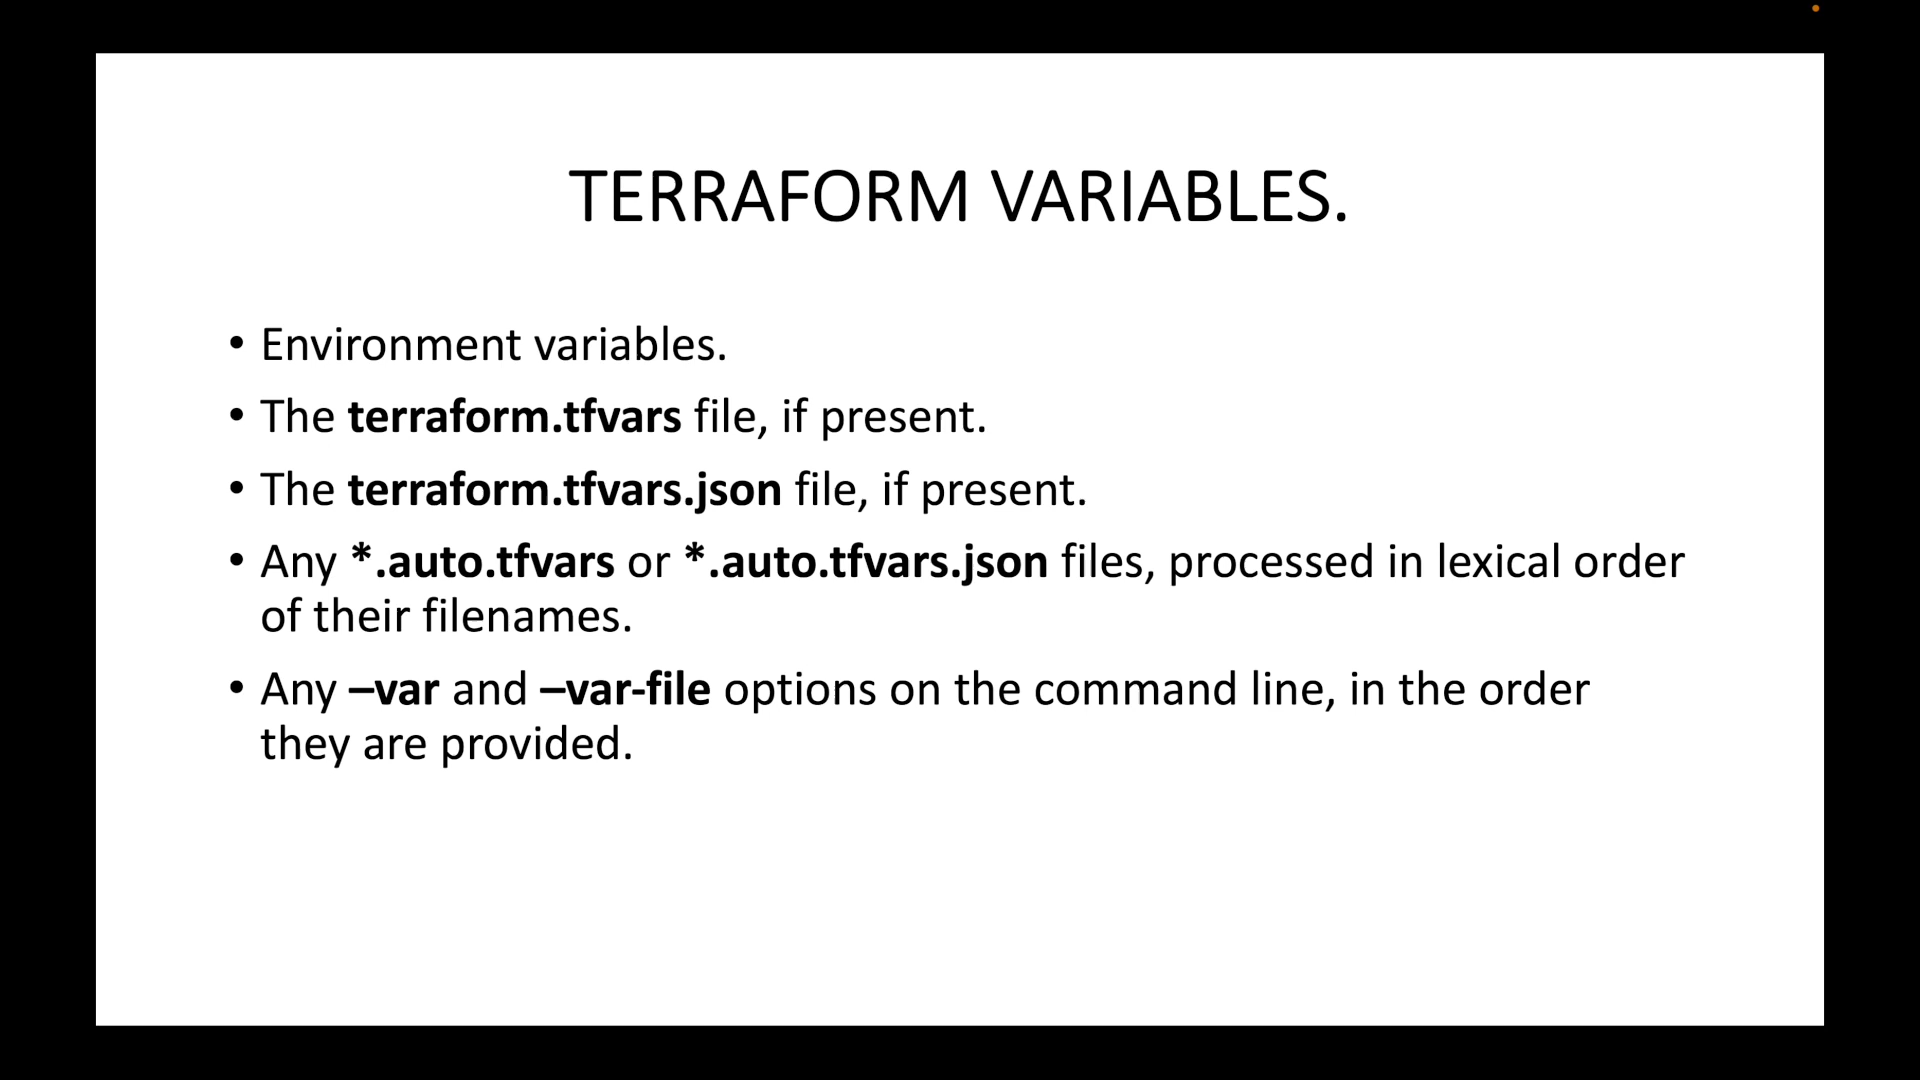 TERRAFORM VARIABLES.
• Environment variables.
• The terraform.tfvars file, if present.
• The terraform.tfvars.json file, if present.
• Any *.auto.tfvars or *.auto.tfvars.json files, processed in lexical order
of their filenames.
• Any –var and –var-file options on the command line, in the order
they are provided.